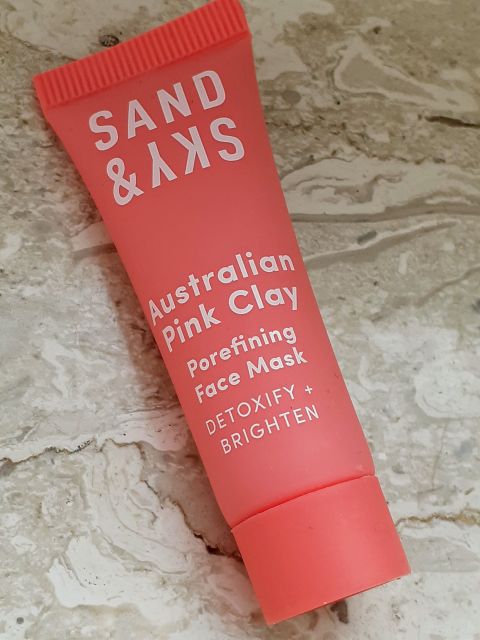 SAND
& SKY
Australian
Pink Clay
Porefining
Face Mask
DETOXIFY +
BRIGHTEN